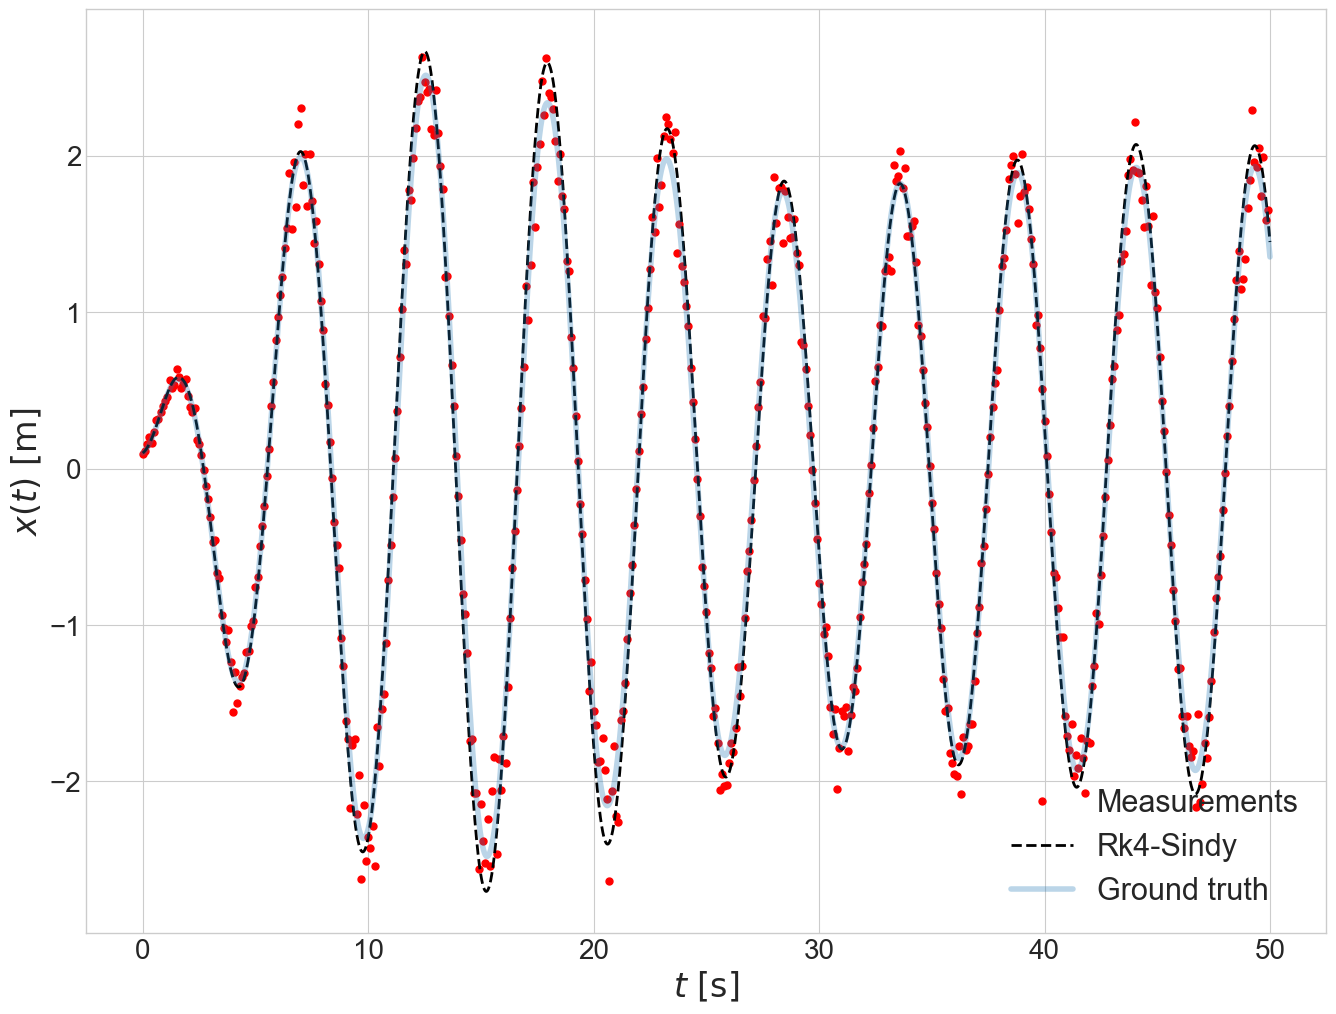 x(t) [m]
2
1
0
−1
−2
0 10 20 30 40 50
t [s]
Measurements
Rk4-Sindy
Ground truth